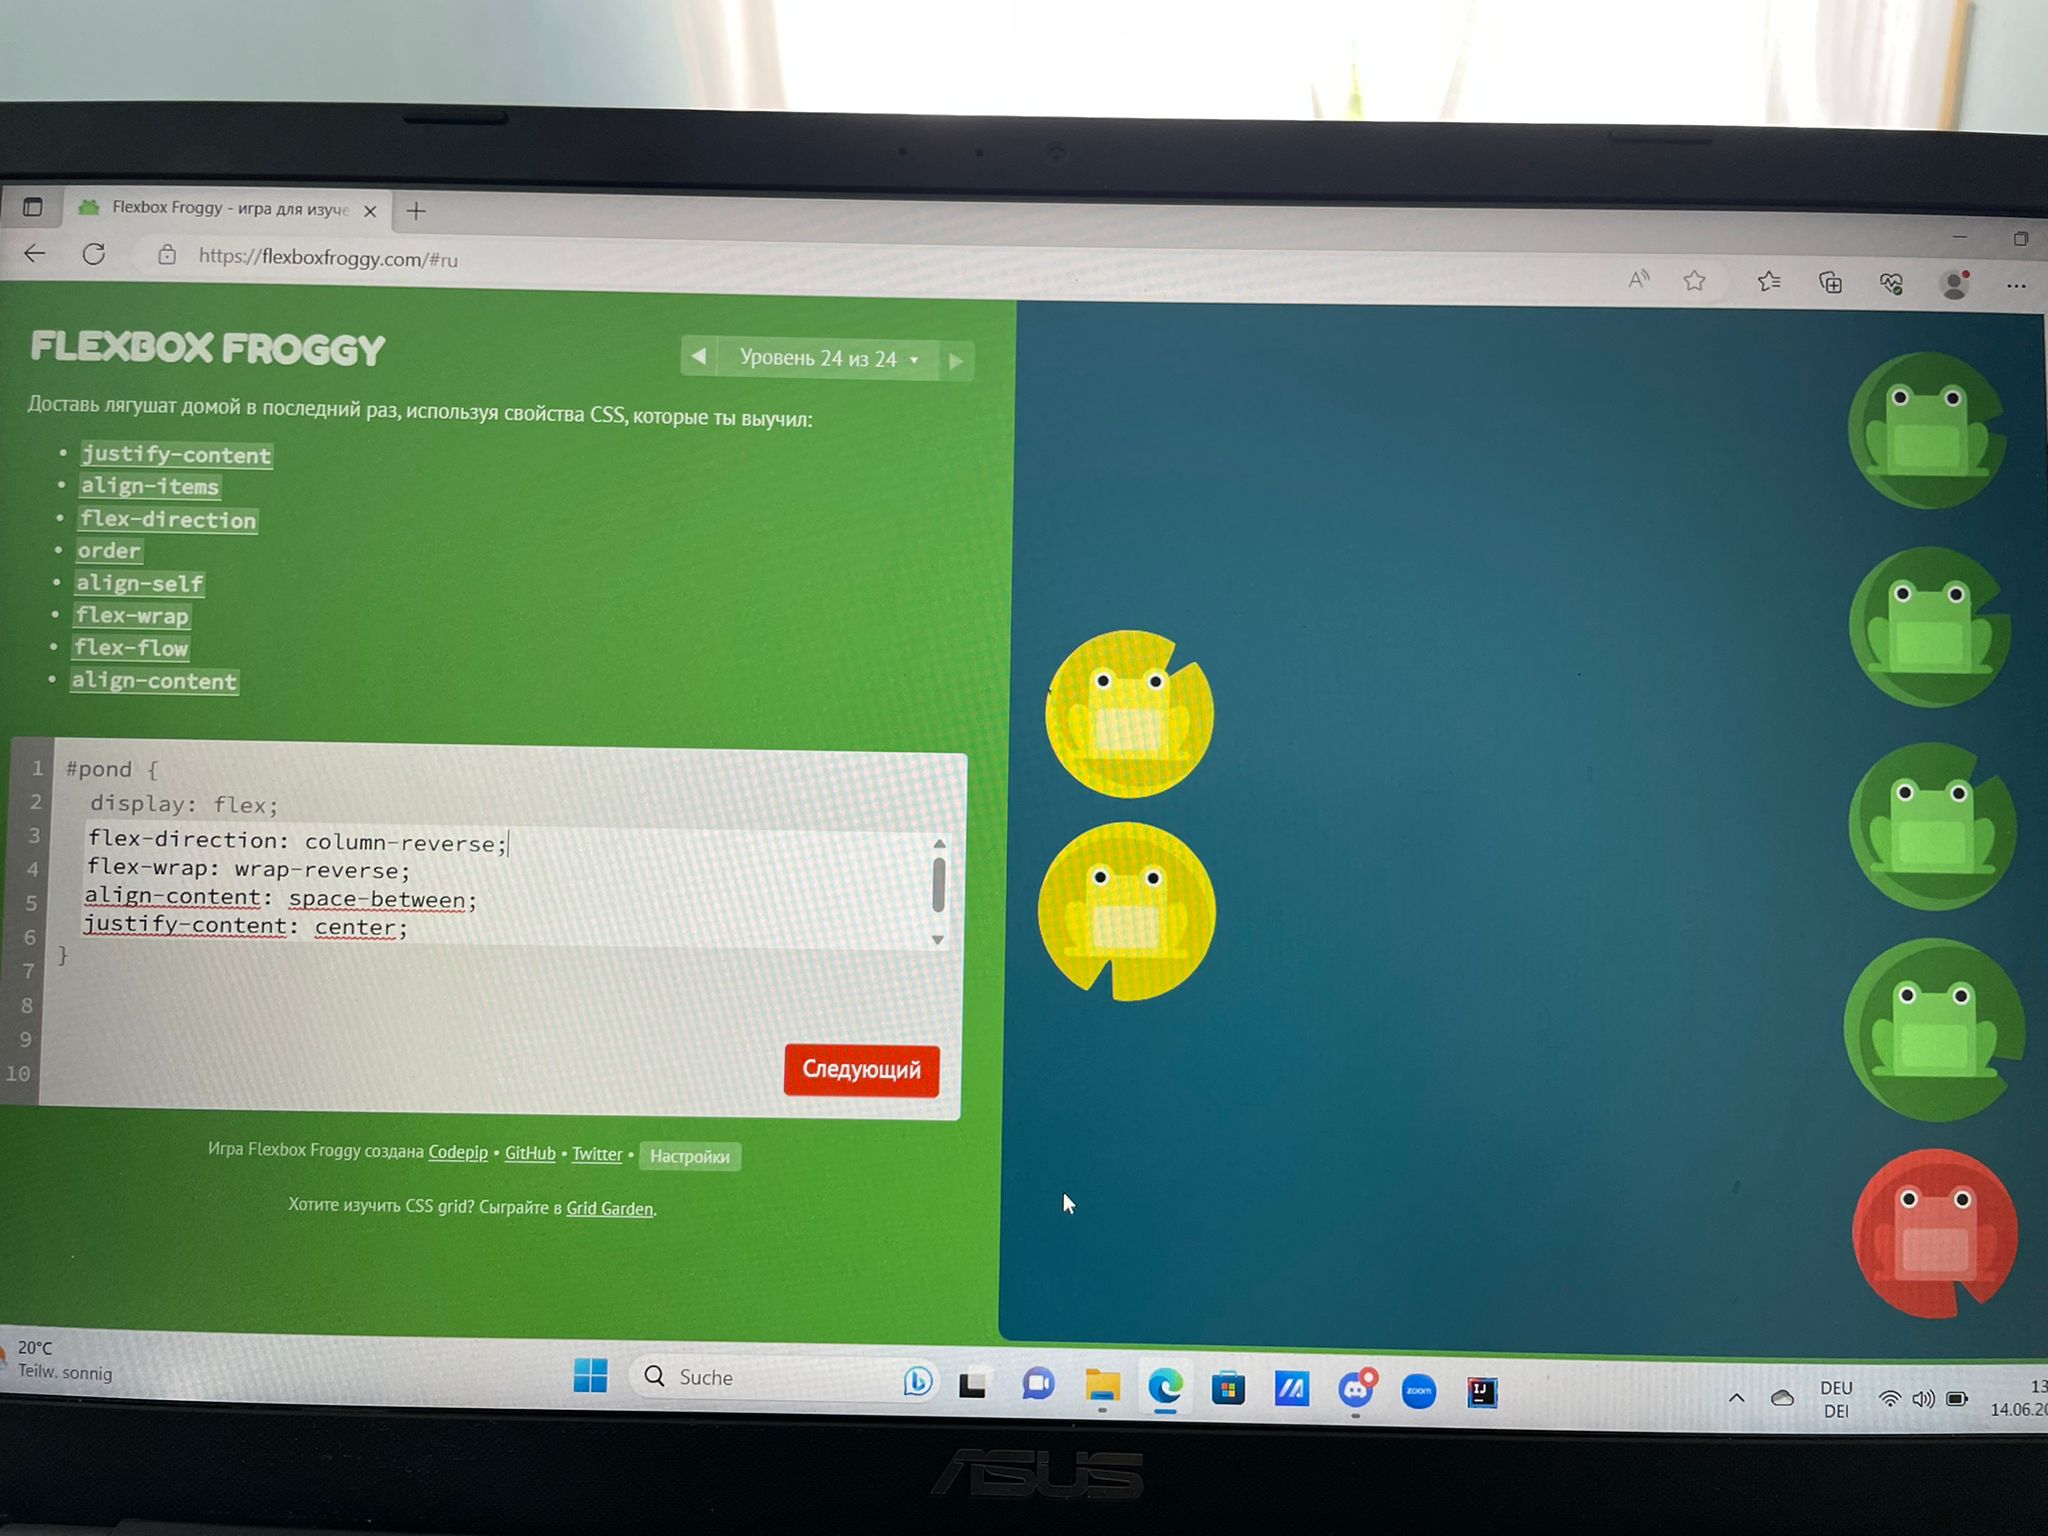 Flexbox Froggy - игра для изуче
https://flexboxfroggy.com/#ru
FLEXBOX FROGGY
Уровень 24 из 24
Доставь лягушат домой в последний раз, используя свойства CSS, которые ты выучил:
justify-content
align-items
flex-direction
order
align-self
flex-wrap
flex-flow
align-content
1 #pond {
2 display: flex;
3 flex-direction: column-reverse;
4 flex-wrap: wrap-reverse;
5 align-content: space-between;
6 justify-content: center;
7 }
8
9
10
Следующий
Игра Flexbox Froggy создана Codepip • GitHub • Twitter • Настройки
Хотите изучить CSS grid? Сыграйте в Grid Garden.
20°C
Teilw. sonnig
Suche
zoom
IJ
DEU
DEI
13
14.06.20
ASUS